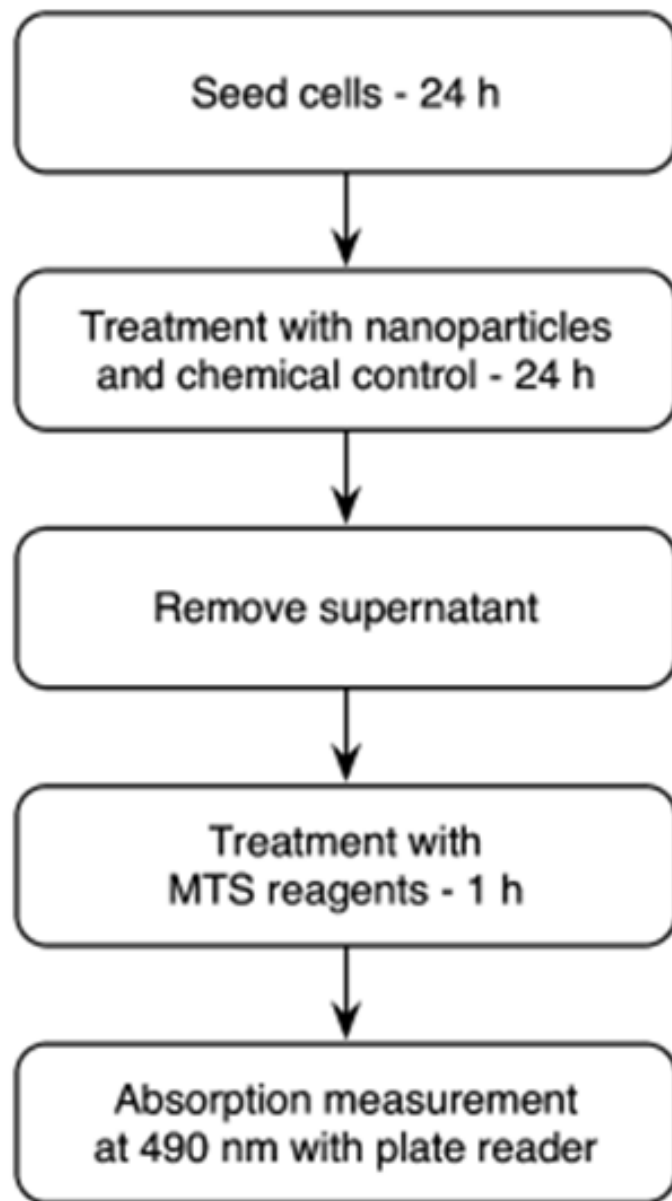 Seed cells - 24 h
Treatment with nanoparticles
and chemical control - 24 h
Remove supernatant
Treatment with
MTS reagents - 1 h
Absorption measurement
at 490 nm with plate reader